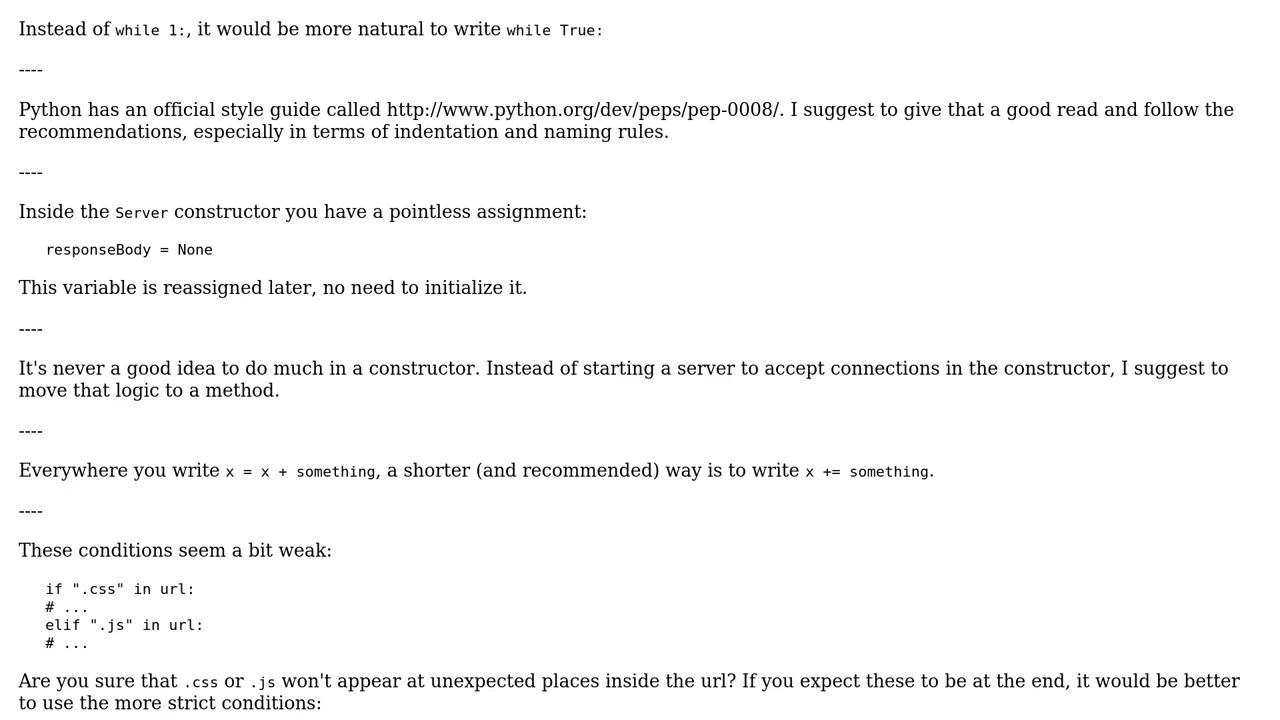 Instead of while 1:, it would be more natural to write while True:
----
Python has an official style guide called http://www.python.org/dev/peps/pep-0008/. I suggest to give that a good read and follow the
recommendations, especially in terms of indentation and naming rules.
----
Inside the Server constructor you have a pointless assignment:
responseBody = None
This variable is reassigned later, no need to initialize it.
----
It's never a good idea to do much in a constructor. Instead of starting a server to accept connections in the constructor, I suggest to
move that logic to a method.
----
Everywhere you write x = x + something, a shorter (and recommended) way is to write x += something.
----
These conditions seem a bit weak:
if ".css" in url:
# ...
elif ".js" in url:
# ...
Are you sure that .css or .js won't appear at unexpected places inside the url? If you expect these to be at the end, it would be better
to use the more strict conditions: